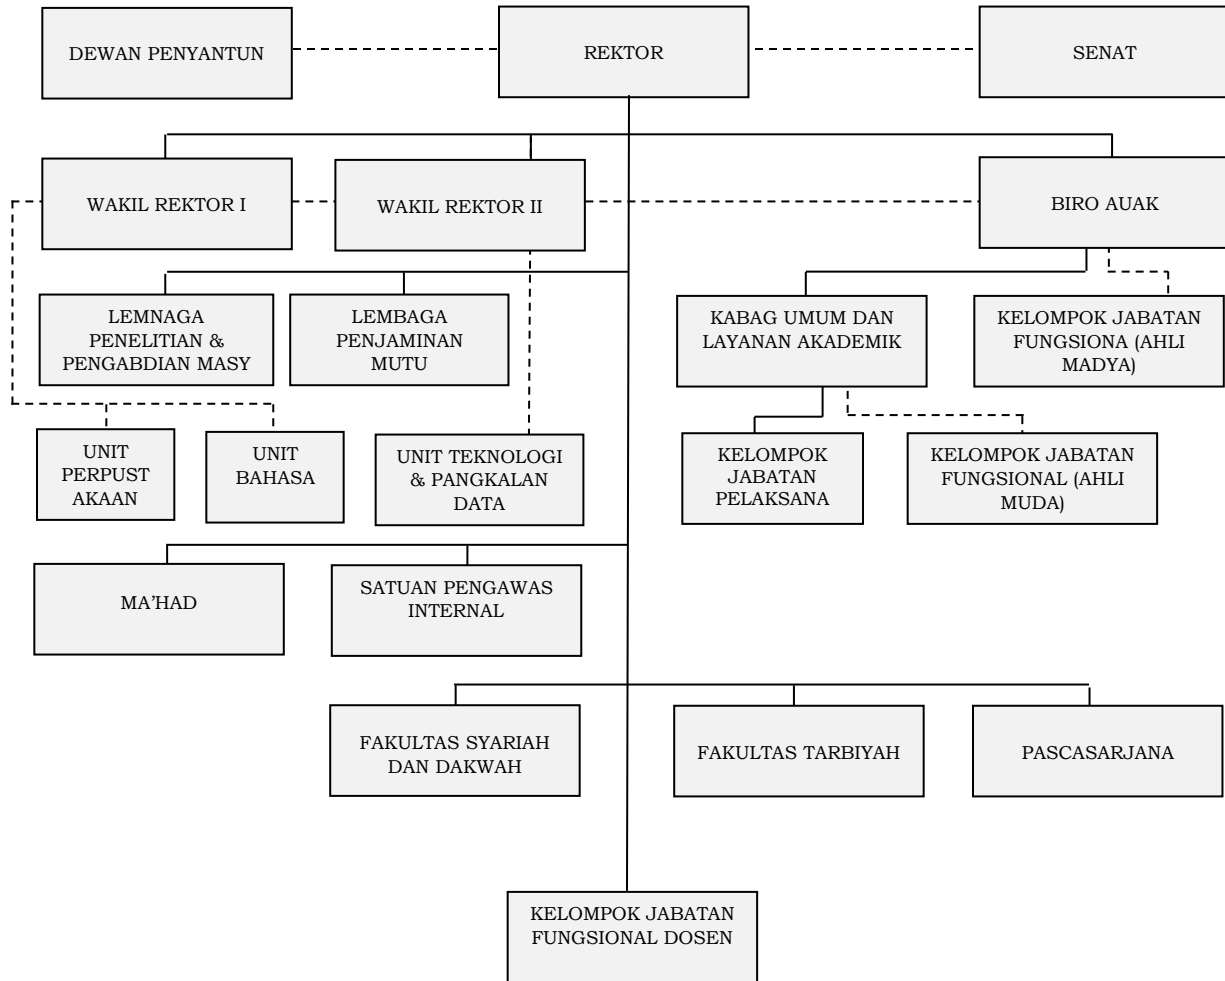 DEWAN PENYANTUN
REKTOR
SENAT
WAKIL REKTOR I
WAKIL REKTOR II
BIRO AUAK
LEMNAGA
PENELITIAN &
PENGABDIAN MASY
LEMBAGA
PENJAMINAN
MUTU
KABAG UMUM DAN
LAYANAN AKADEMIK
KELOMPOK JABATAN
FUNGSIONA (AHLI
MADYA)
UNIT
PERPUST
AKAAN
UNIT
BAHASA
UNIT TEKNOLOGI
& PANGKALAN
DATA
KELOMPOK
JABATAN
PELAKSANA
KELOMPOK JABATAN
FUNGSIONAL (AHLI
MUDA)
MA’HAD
SATUAN PENGAWAS
INTERNAL
FAKULTAS SYARIAH
DAN DAKWAH
FAKULTAS TARBIYAH
PASCASARJANA
KELOMPOK JABATAN
FUNGSIONAL DOSEN